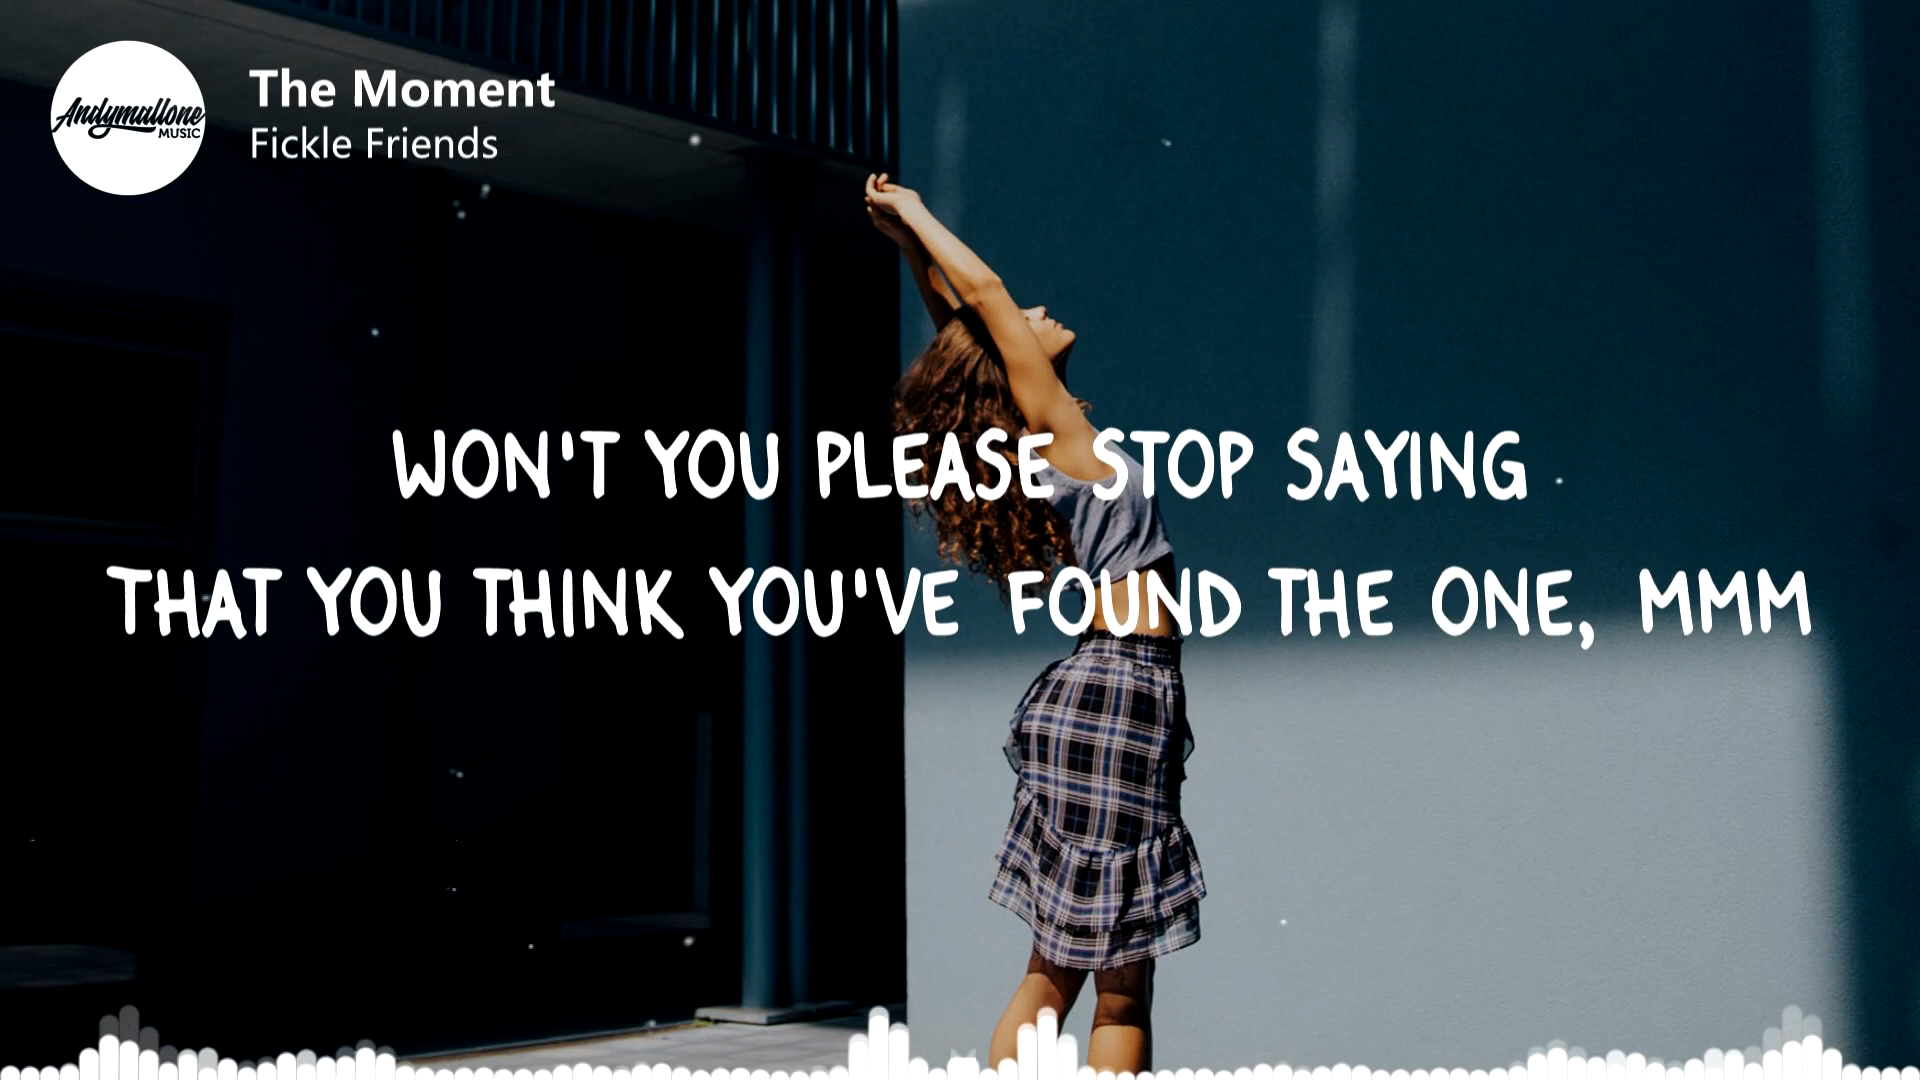 Andymallone
MUSIC
The Moment
Fickle Friends
WON'T YOU PLEASE STOP SAYING
THAT YOU THINK YOU'VE FOUND THE ONE, MMM